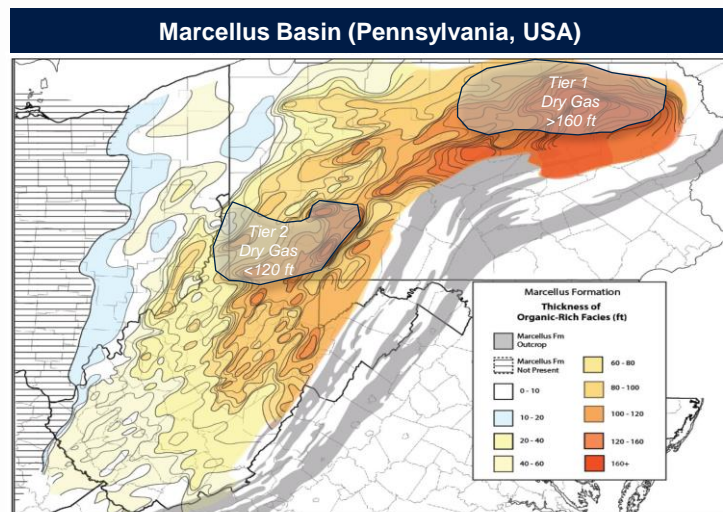 Marcellus Basin (Pennsylvania, USA)
Tier 1
Dry Gas
>160 ft
Tier 2
Dry Gas
<120 ft
Marcellus Formation
Thickness of
Organic-Rich Facies (ft)
Marcellus Fm
Outcrop
Marcellus Fm
Not Present
0 - 10
10 - 20
20 - 40
40 - 60
60 - 80
80 - 100
100 - 120
120 - 160
160+